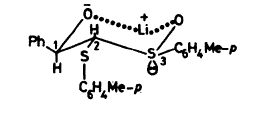 Ō Li + O
Ph 1 H 2 S 3 C6H4Me-p
H S O
C6H4Me-p